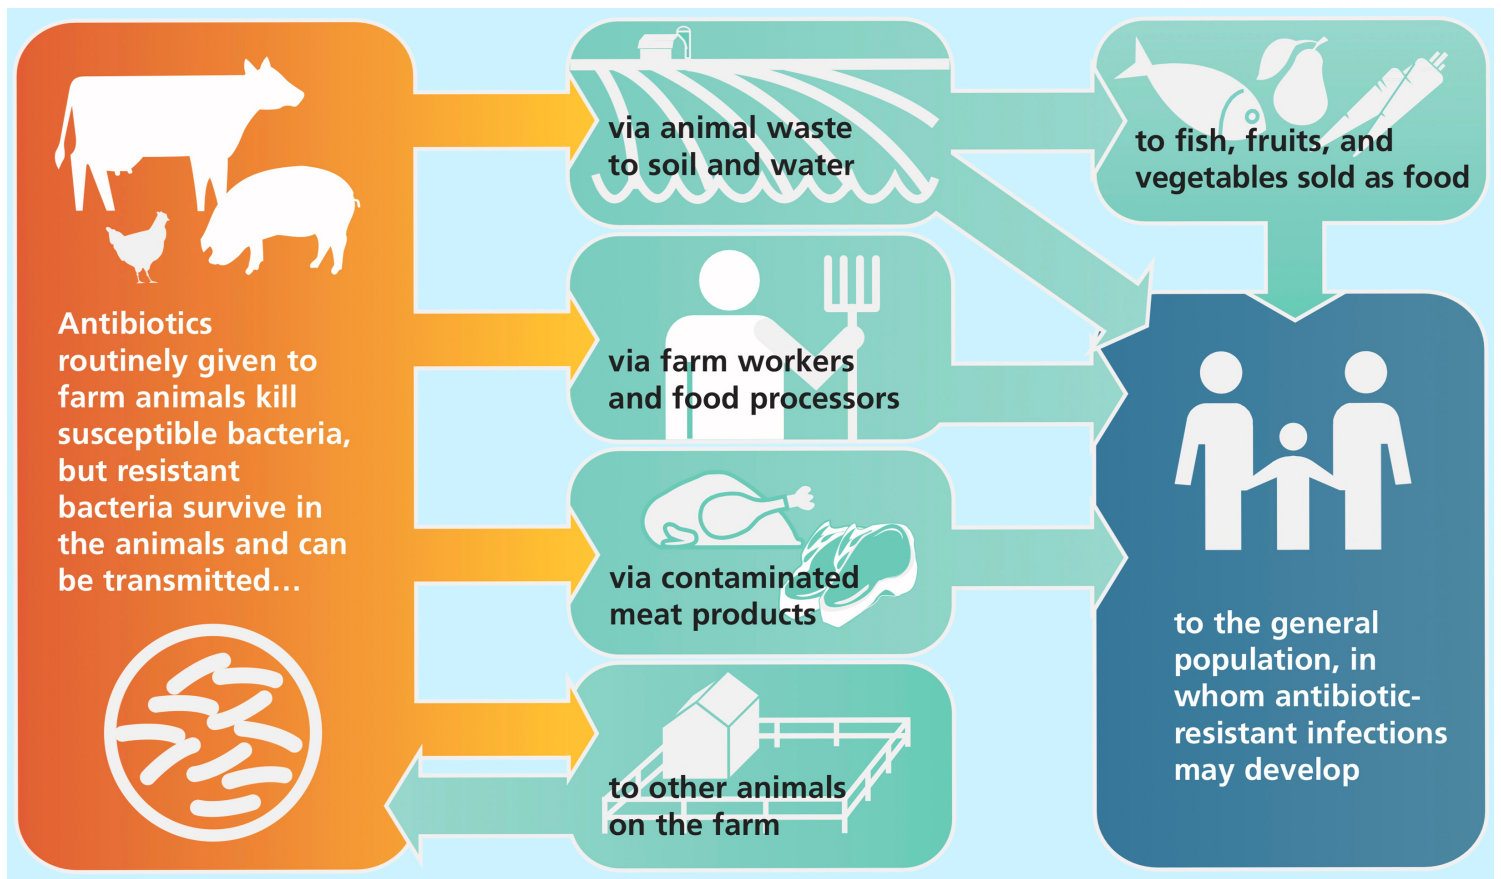 Antibiotics
routinely given to
farm animals kill
susceptible bacteria,
but resistant
bacteria survive in
the animals and can
be transmitted...
via animal waste
to soil and water
to fish, fruits, and
vegetables sold as food
via farm workers
and food processors
via contaminated
meat products
to other animals
on the farm
to the general
population, in
whom antibiotic-
resistant infections
may develop